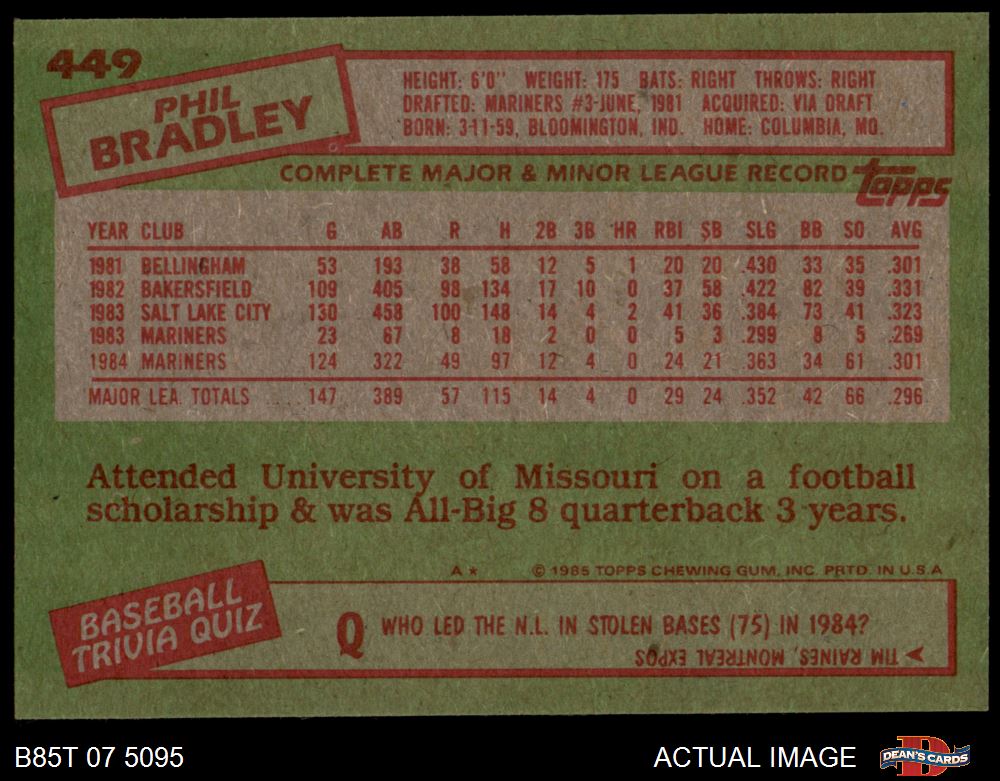 449
PHIL
BRADLEY
HEIGHT: 6'0" WEIGHT: 175 BATS: RIGHT THROWS: RIGHT
DRAFTED: MARINERS #3-JUNE, 1981 ACQUIRED: VIA DRAFT
BORN: 3-11-59, BLOOMINGTON, IND. HOME: COLUMBIA, MO.
COMPLETE MAJOR & MINOR LEAGUE RECORD topps
YEAR CLUB G AB R H 2B 3B HR RBI SB SLG BB SO AVG
1981 BELLINGHAM 53 193 38 58 12 5 1 20 20 .430 33 35 .301
1982 BAKERSFIELD 109 405 98 134 17 10 0 37 58 .422 82 39 .331
1983 SALT LAKE CITY 130 458 100 148 14 4 2 41 36 .384 73 41 .323
1983 MARINERS 23 67 8 18 2 0 0 5 3 .299 8 5 .269
1984 MARINERS 124 322 49 97 12 4 0 24 21 .363 34 61 .301
MAJOR LEA. TOTALS .... 147 389 57 115 14 4 0 29 24 .352 42 66 .296
Attended University of Missouri on a football
scholarship & was All-Big 8 quarterback 3 years.
A* © 1985 TOPPS CHEWING GUM, INC. PRTD. IN U.S.A
BASEBALL
TRIVIA QUIZ
Q WHO LED THE N.L. IN STOLEN BASES (75) IN 1984?
TIM RAINES, MONTREAL EXPOS
B85T 07 5095
ACTUAL IMAGE
DEAN'S CARDS